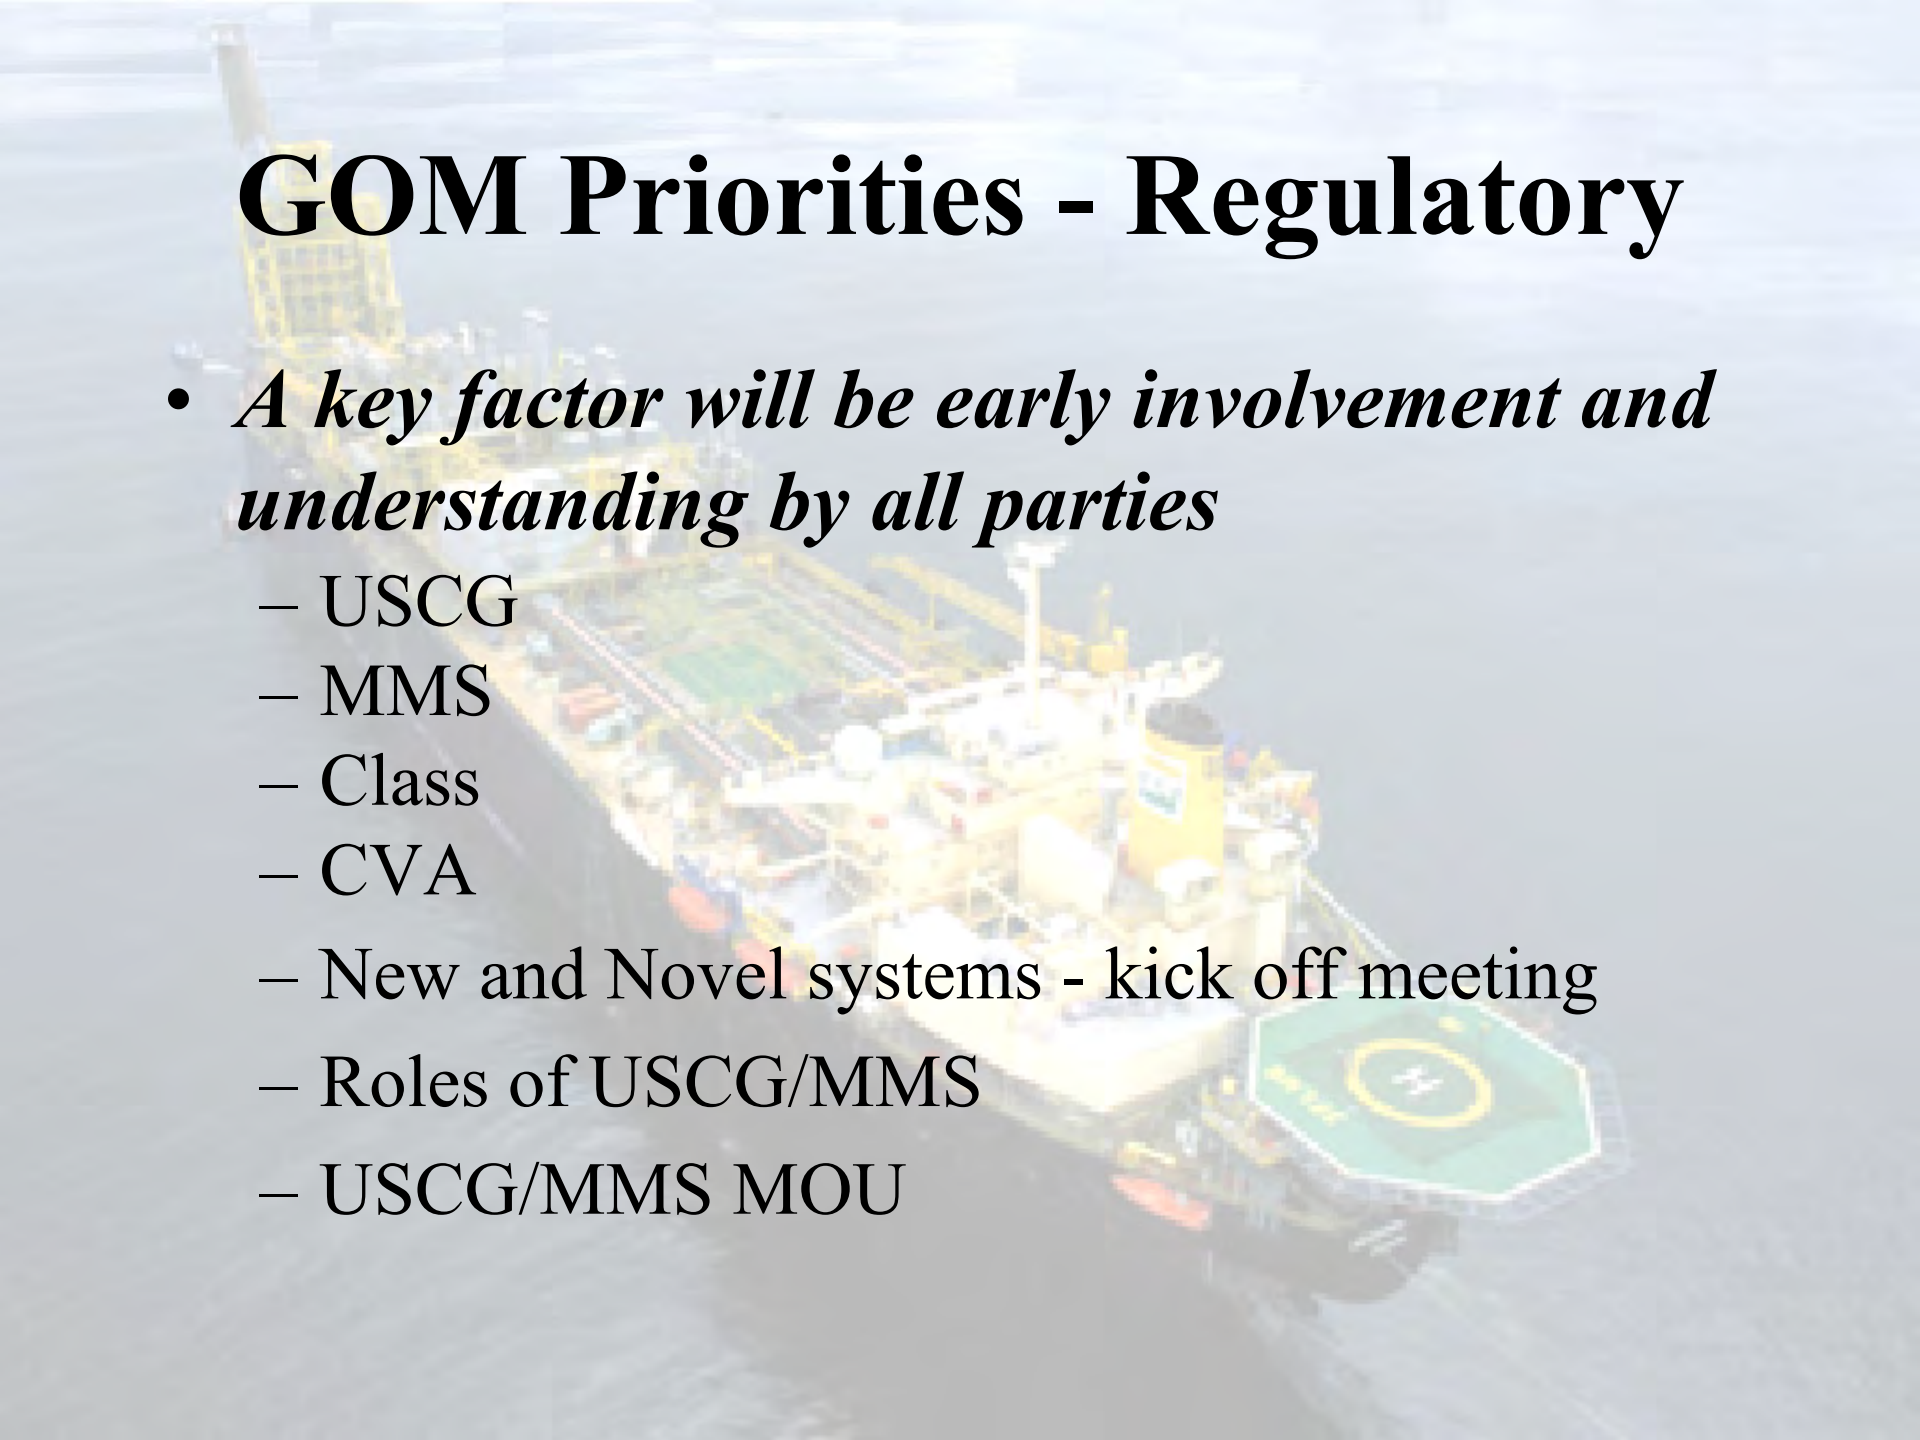 GOM Priorities - Regulatory
• A key factor will be early involvement and
understanding by all parties
– USCG
– MMS
– Class
– CVA
– New and Novel systems - kick off meeting
– Roles of USCG/MMS
– USCG/MMS MOU
H